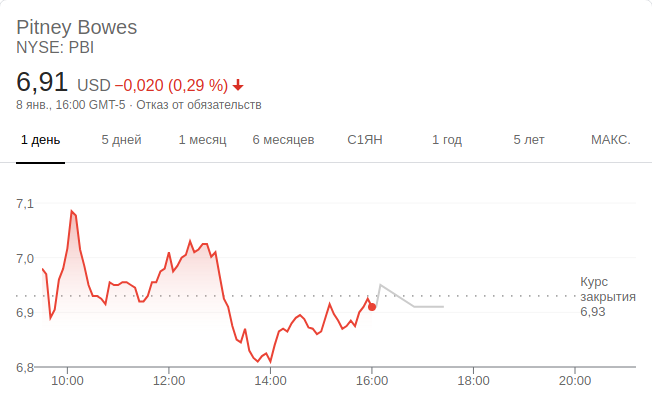 Pitney Bowes
NYSE: PBI
6,91 USD −0,020 (0,29 %)
8 янв., 16:00 GMT-5 · Отказ от обязательств
1 день 5 дней 1 месяц 6 месяцев С1ЯН 1 год 5 лет МАКС.
7,1
7,0
6,9
6,8
Курс
закрытия
6,93
10:00 12:00 14:00 16:00 18:00 20:00